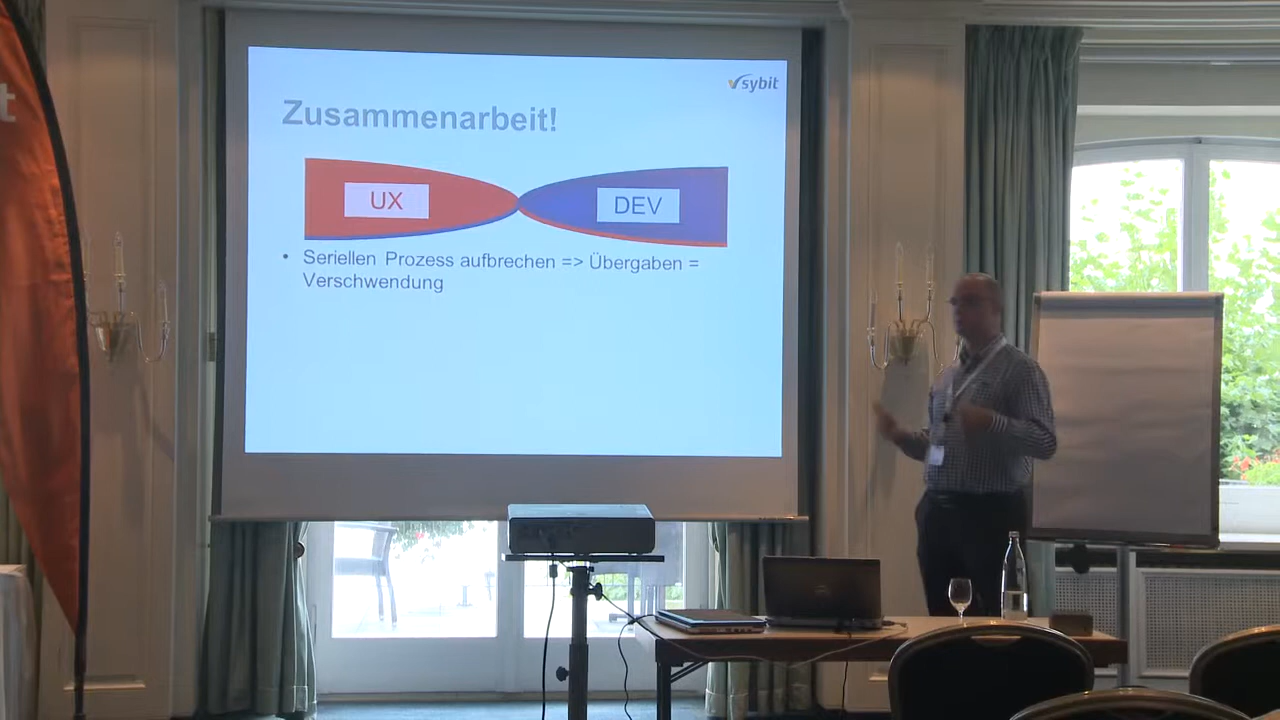 sybit
Zusammenarbeit!
UX
DEV
• Seriellen Prozess aufbrechen => Übergaben =
Verschwendung
t